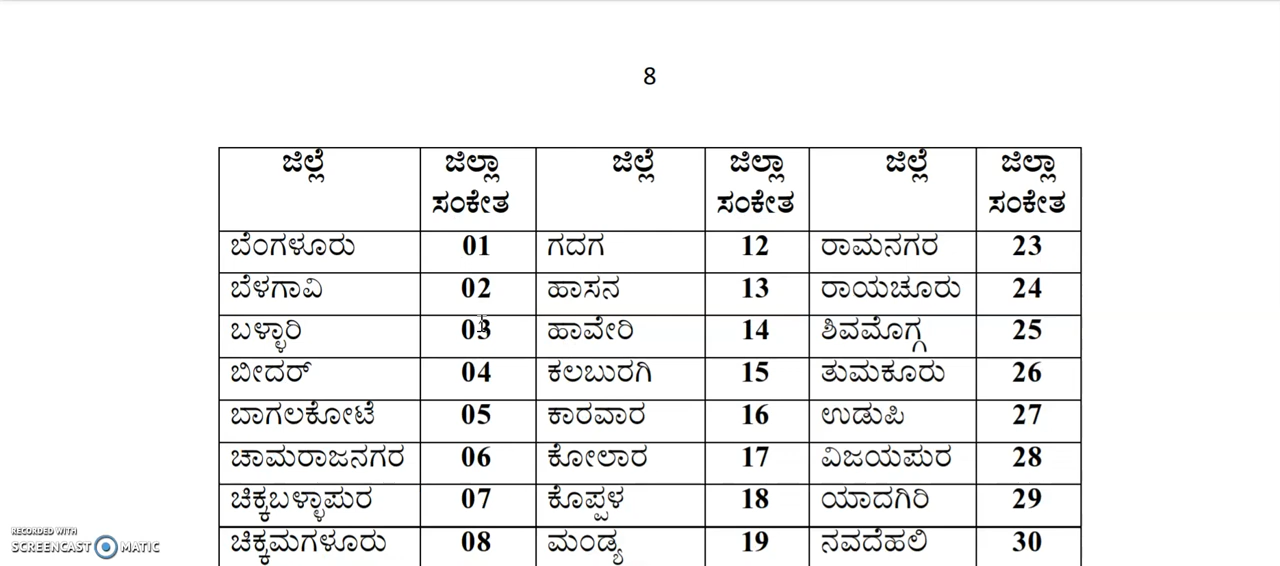 8
ಜಿಲ್ಲೆ ಜಿಲ್ಲಾ ಸಂಕೇತ ಜಿಲ್ಲೆ ಜಿಲ್ಲಾ ಸಂಕೇತ ಜಿಲ್ಲೆ ಜಿಲ್ಲಾ ಸಂಕೇತ
ಬೆಂಗಳೂರು 01 ಗದಗ 12 ರಾಮನಗರ 23
ಬೆಳಗಾವಿ 02 ಹಾಸನ 13 ರಾಯಚೂರು 24
ಬಳ್ಳಾರಿ 03 ಹಾವೇರಿ 14 ಶಿವಮೊಗ್ಗ 25
ಬೀದರ್ 04 ಕಲಬುರಗಿ 15 ತುಮಕೂರು 26
ಬಾಗಲಕೋಟೆ 05 ಕಾರವಾರ 16 ಉಡುಪಿ 27
ಚಾಮರಾಜನಗರ 06 ಕೋಲಾರ 17 ವಿಜಯಪುರ 28
ಚಿಕ್ಕಬಳ್ಳಾಪುರ 07 ಕೊಪ್ಪಳ 18 ಯಾದಗಿರಿ 29
ಚಿಕ್ಕಮಗಳೂರು 08 ಮಂಡ್ಯ 19 ನವದೆಹಲಿ 30
RECORDED WITH
SCREENCAST MATIC